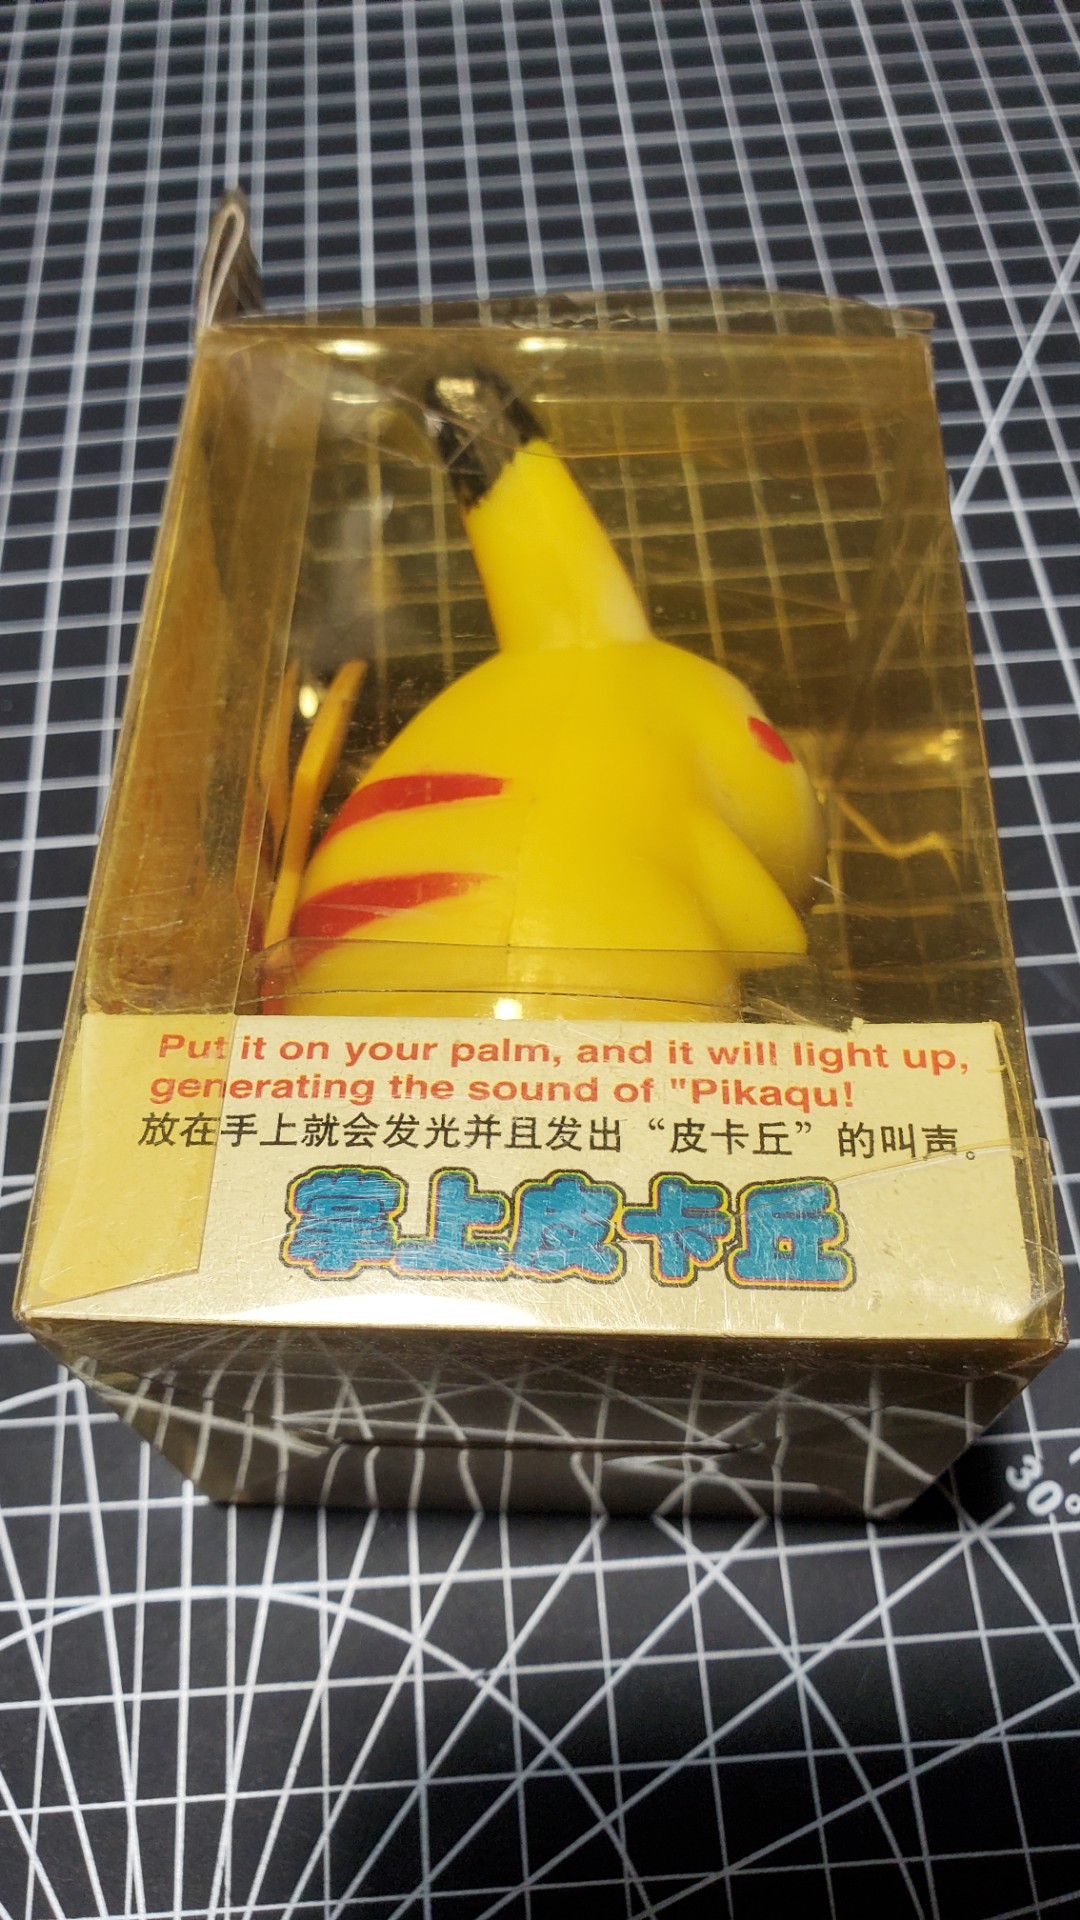 Put it on your palm, and it will light up,
generating the sound of "Pikaqu!
放在手上就会发光并且发出“皮卡丘”的叫声。
掌上皮卡丘
30°